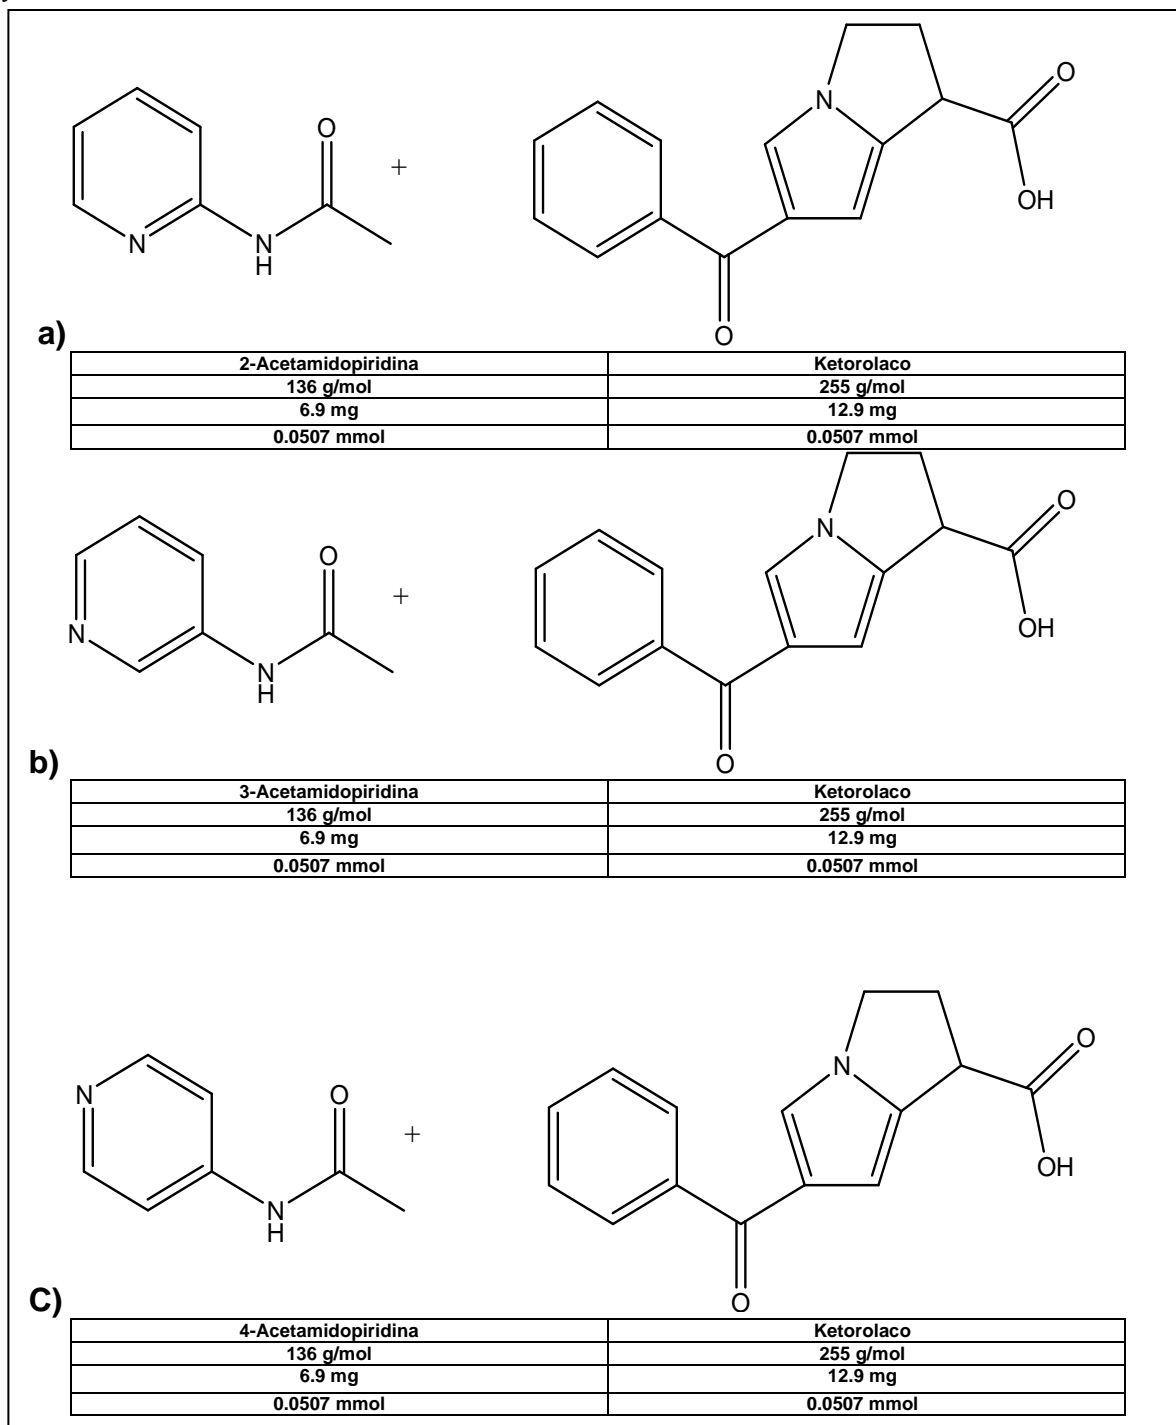 N
N
H
O
+
N
O
OH
O
a)
2-Acetamidopiridina Ketorolaco
136 g/mol 255 g/mol
6.9 mg 12.9 mg
0.0507 mmol 0.0507 mmol
N
N
H
O
+
N
O
OH
O
b)
3-Acetamidopiridina Ketorolaco
136 g/mol 255 g/mol
6.9 mg 12.9 mg
0.0507 mmol 0.0507 mmol
N
N
H
O
+
N
O
OH
O
C)
4-Acetamidopiridina Ketorolaco
136 g/mol 255 g/mol
6.9 mg 12.9 mg
0.0507 mmol 0.0507 mmol